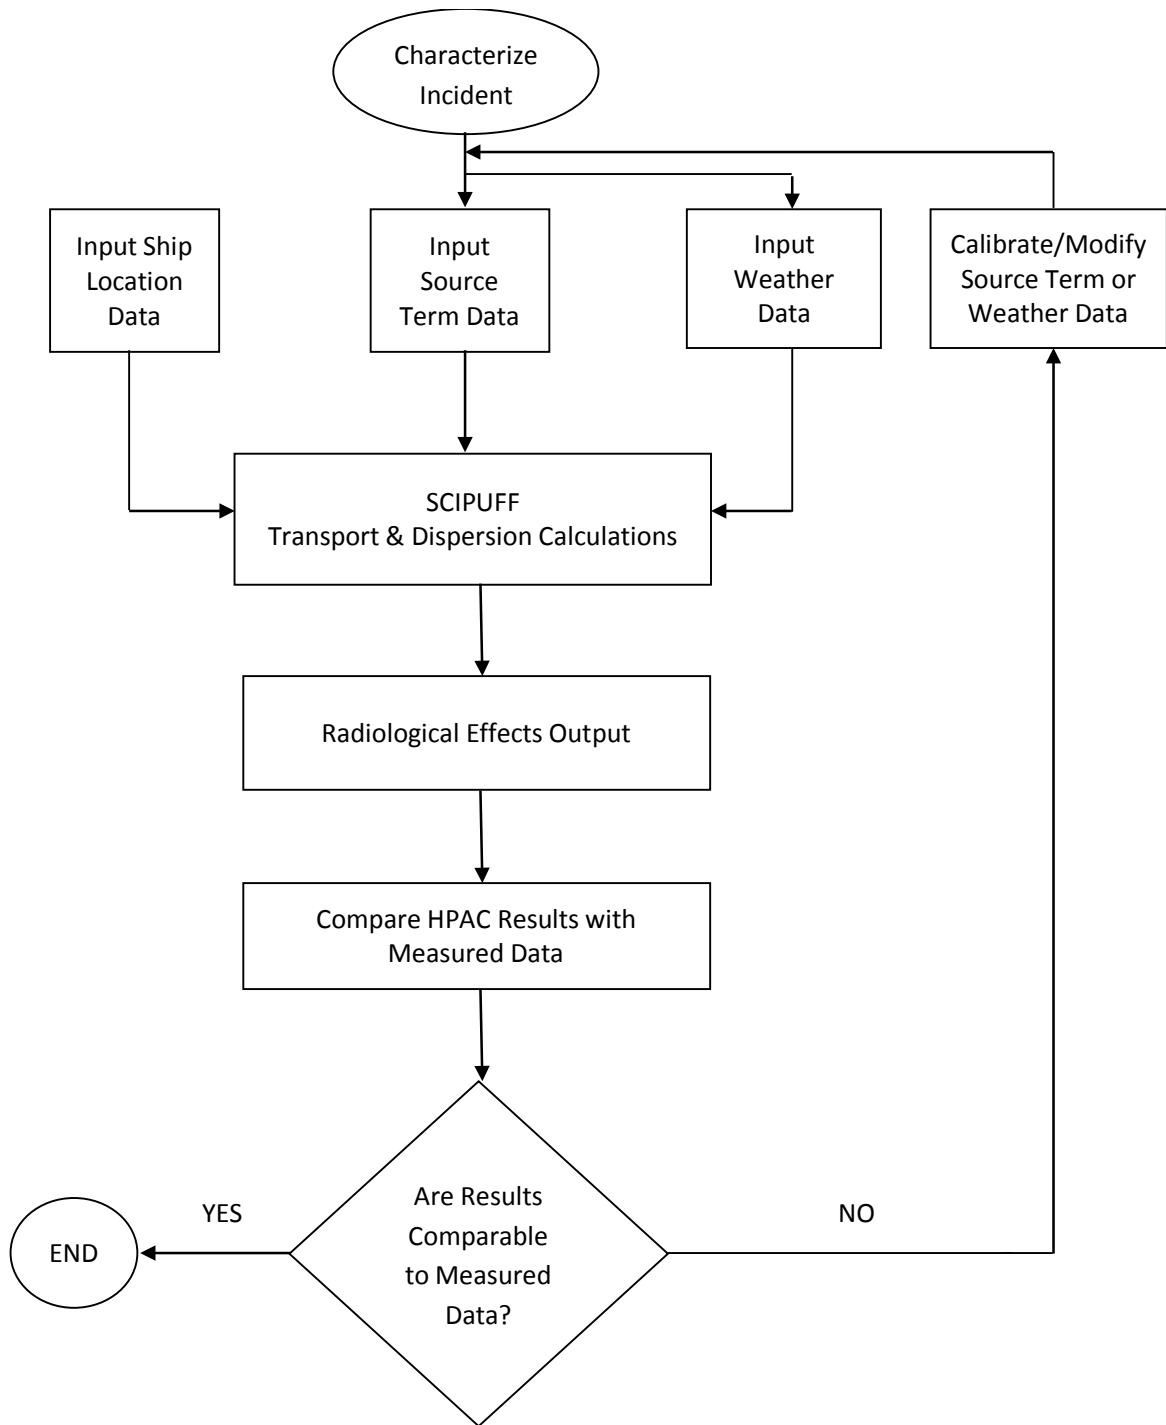 Characterize
Incident
Input Ship
Location
Data
Input
Source
Term Data
Input
Weather
Data
Calibrate/Modify
Source Term or
Weather Data
SCIPUFF
Transport & Dispersion Calculations
Radiological Effects Output
Compare HPAC Results with
Measured Data
Are Results
Comparable
to Measured
Data?
YES
NO
END